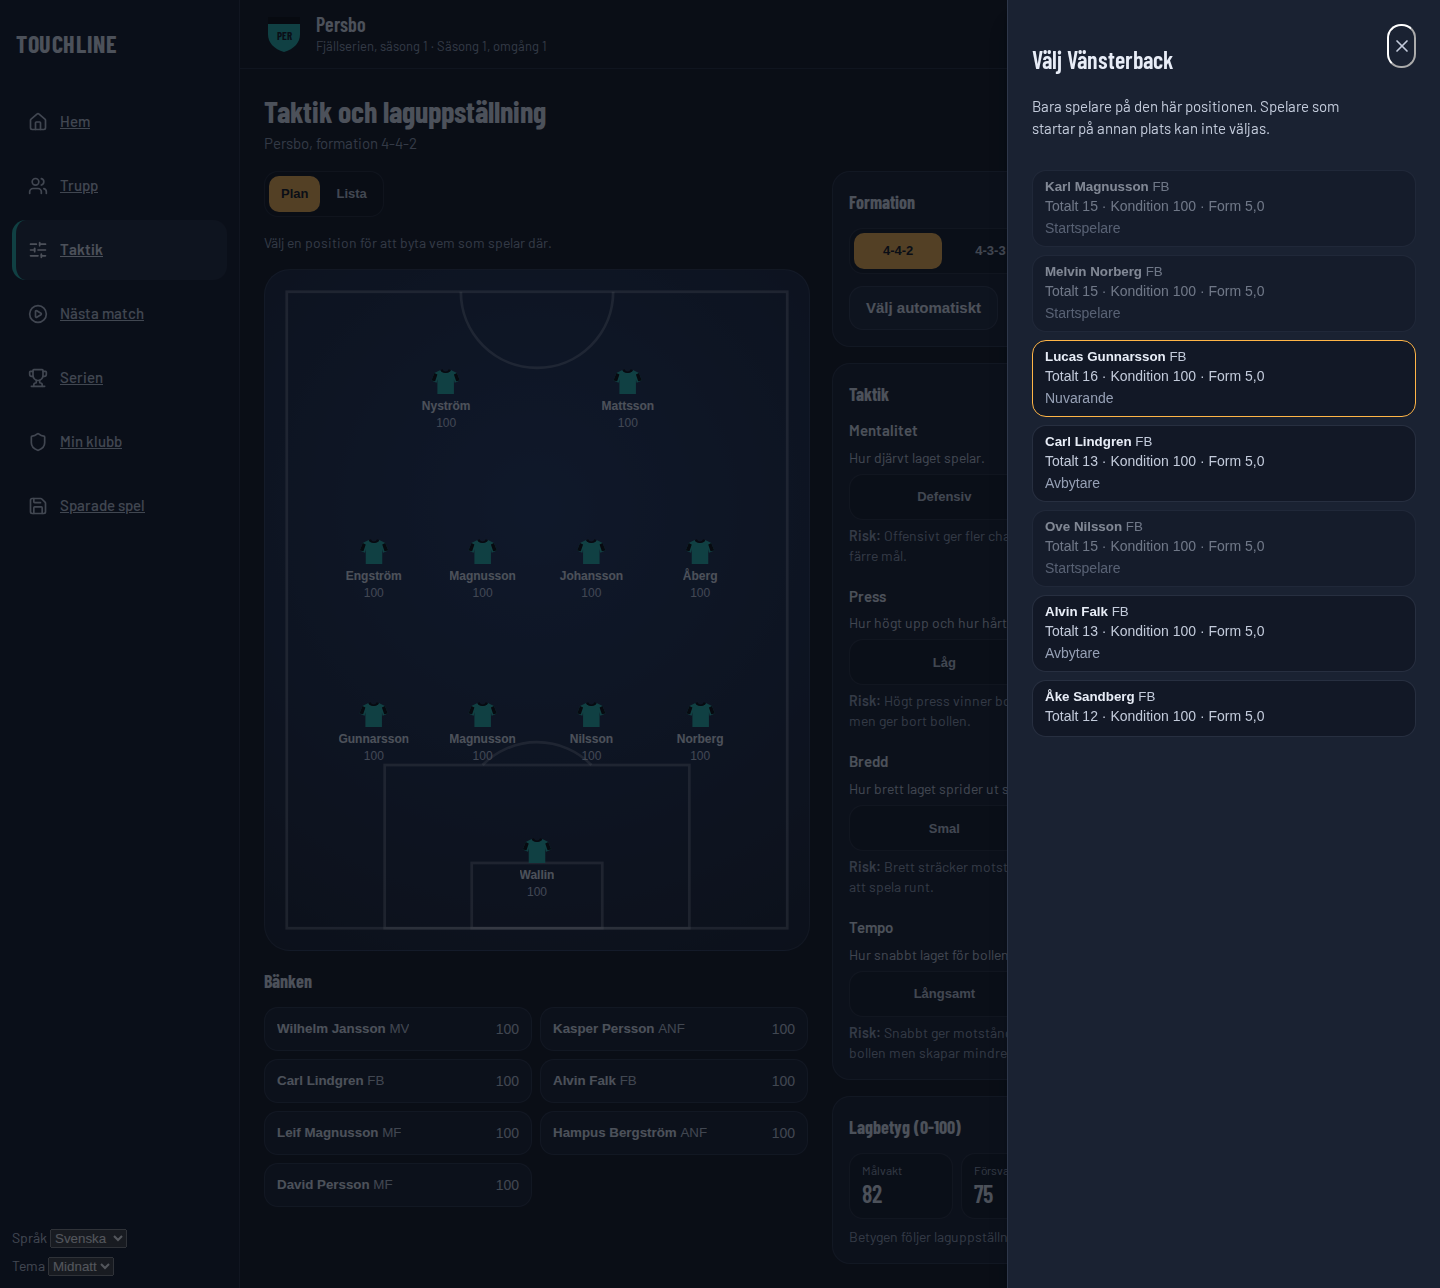 TOUCHLINE
Hem
Trupp
Taktik
Nästa match
Serien
Min klubb
Sparade spel
Språk Svenska
Tema Midnatt
PER
Persbo
Fjällserien, säsong 1 · Säsong 1, omgång 1
Taktik och laguppställning
Persbo, formation 4-4-2
Plan Lista
Välj en position för att byta vem som spelar där.
Nyström Mattsson
100 100
Engström Magnusson Johansson Åberg
100 100 100 100
Gunnarsson Magnusson Nilsson Norberg
100 100 100 100
Wallin
100
Bänken
Wilhelm Jansson MV 100
Kasper Persson ANF 100
Carl Lindgren FB 100
Alvin Falk FB 100
Leif Magnusson MF 100
Hampus Bergström ANF 100
David Persson MF 100
Formation
4-4-2 4-3-3
Välj automatiskt
Taktik
Mentalitet
Hur djärvt laget spelar.
Defensiv
Risk: Offensivt ger fler
färre mål.
Press
Hur högt upp och hur hårt
Låg
Risk: Högt press vinner
men ger bort bollen.
Bredd
Hur brett laget sprider ut
Smal
Risk: Brett sträcker
att spela runt.
Tempo
Hur snabbt laget för bollen
Långsamt
Risk: Snabbt ger
bollen men skapar mindre
Lagbetyg (0-100)
Målvakt
82
75
Betygen följer
Välj Vänsterback
Bara spelare på den här positionen. Spelare som
startar på annan plats kan inte väljas.
Karl Magnusson FB
Totalt 15 · Kondition 100 · Form 5,0
Startspelare
Melvin Norberg FB
Totalt 15 · Kondition 100 · Form 5,0
Startspelare
Lucas Gunnarsson FB
Totalt 16 · Kondition 100 · Form 5,0
Nuvarande
Carl Lindgren FB
Totalt 13 · Kondition 100 · Form 5,0
Avbytare
Ove Nilsson FB
Totalt 15 · Kondition 100 · Form 5,0
Startspelare
Alvin Falk FB
Totalt 13 · Kondition 100 · Form 5,0
Avbytare
Åke Sandberg FB
Totalt 12 · Kondition 100 · Form 5,0